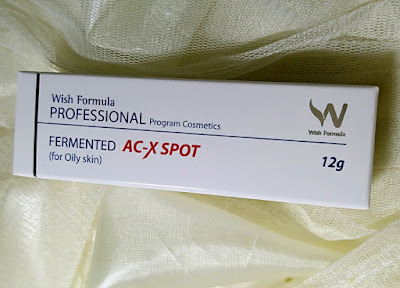 Wish Formula
PROFESSIONAL Program Cosmetics
W
Wish Formula
FERMENTED AC-X SPOT
(for Oily skin)
12g